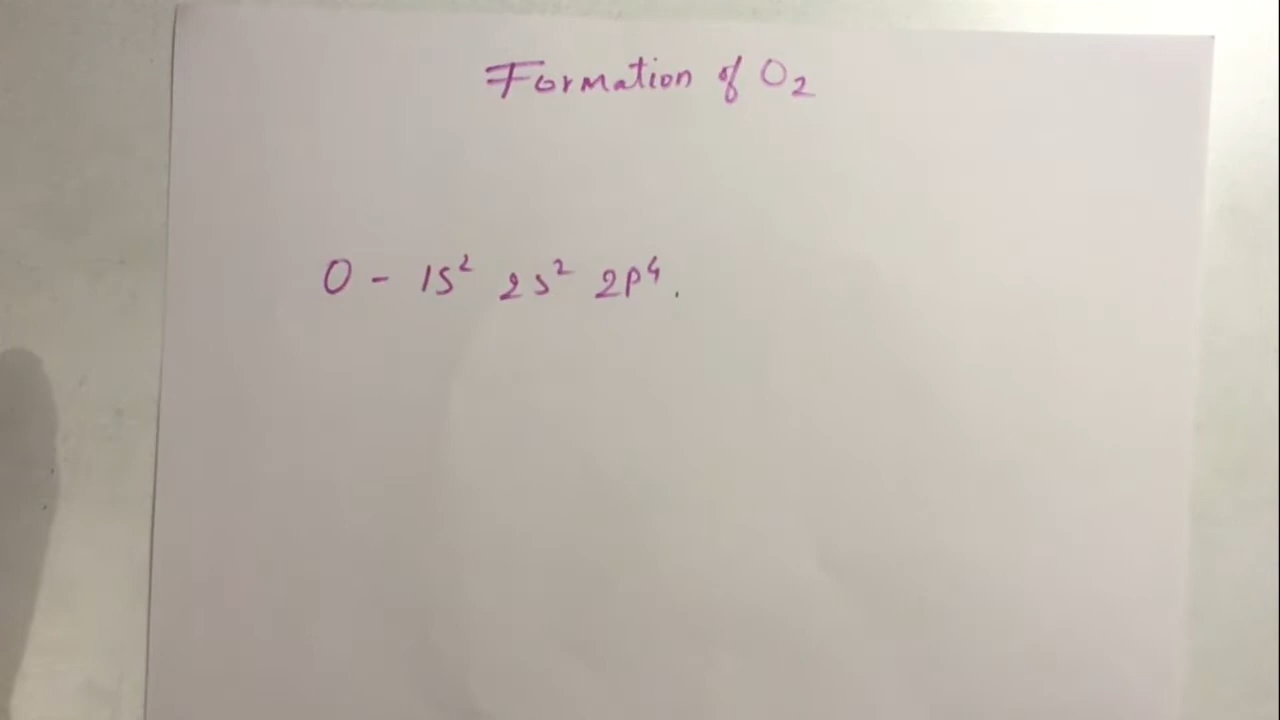 Formation of O₂
O - 1s² 2s² 2p⁴.